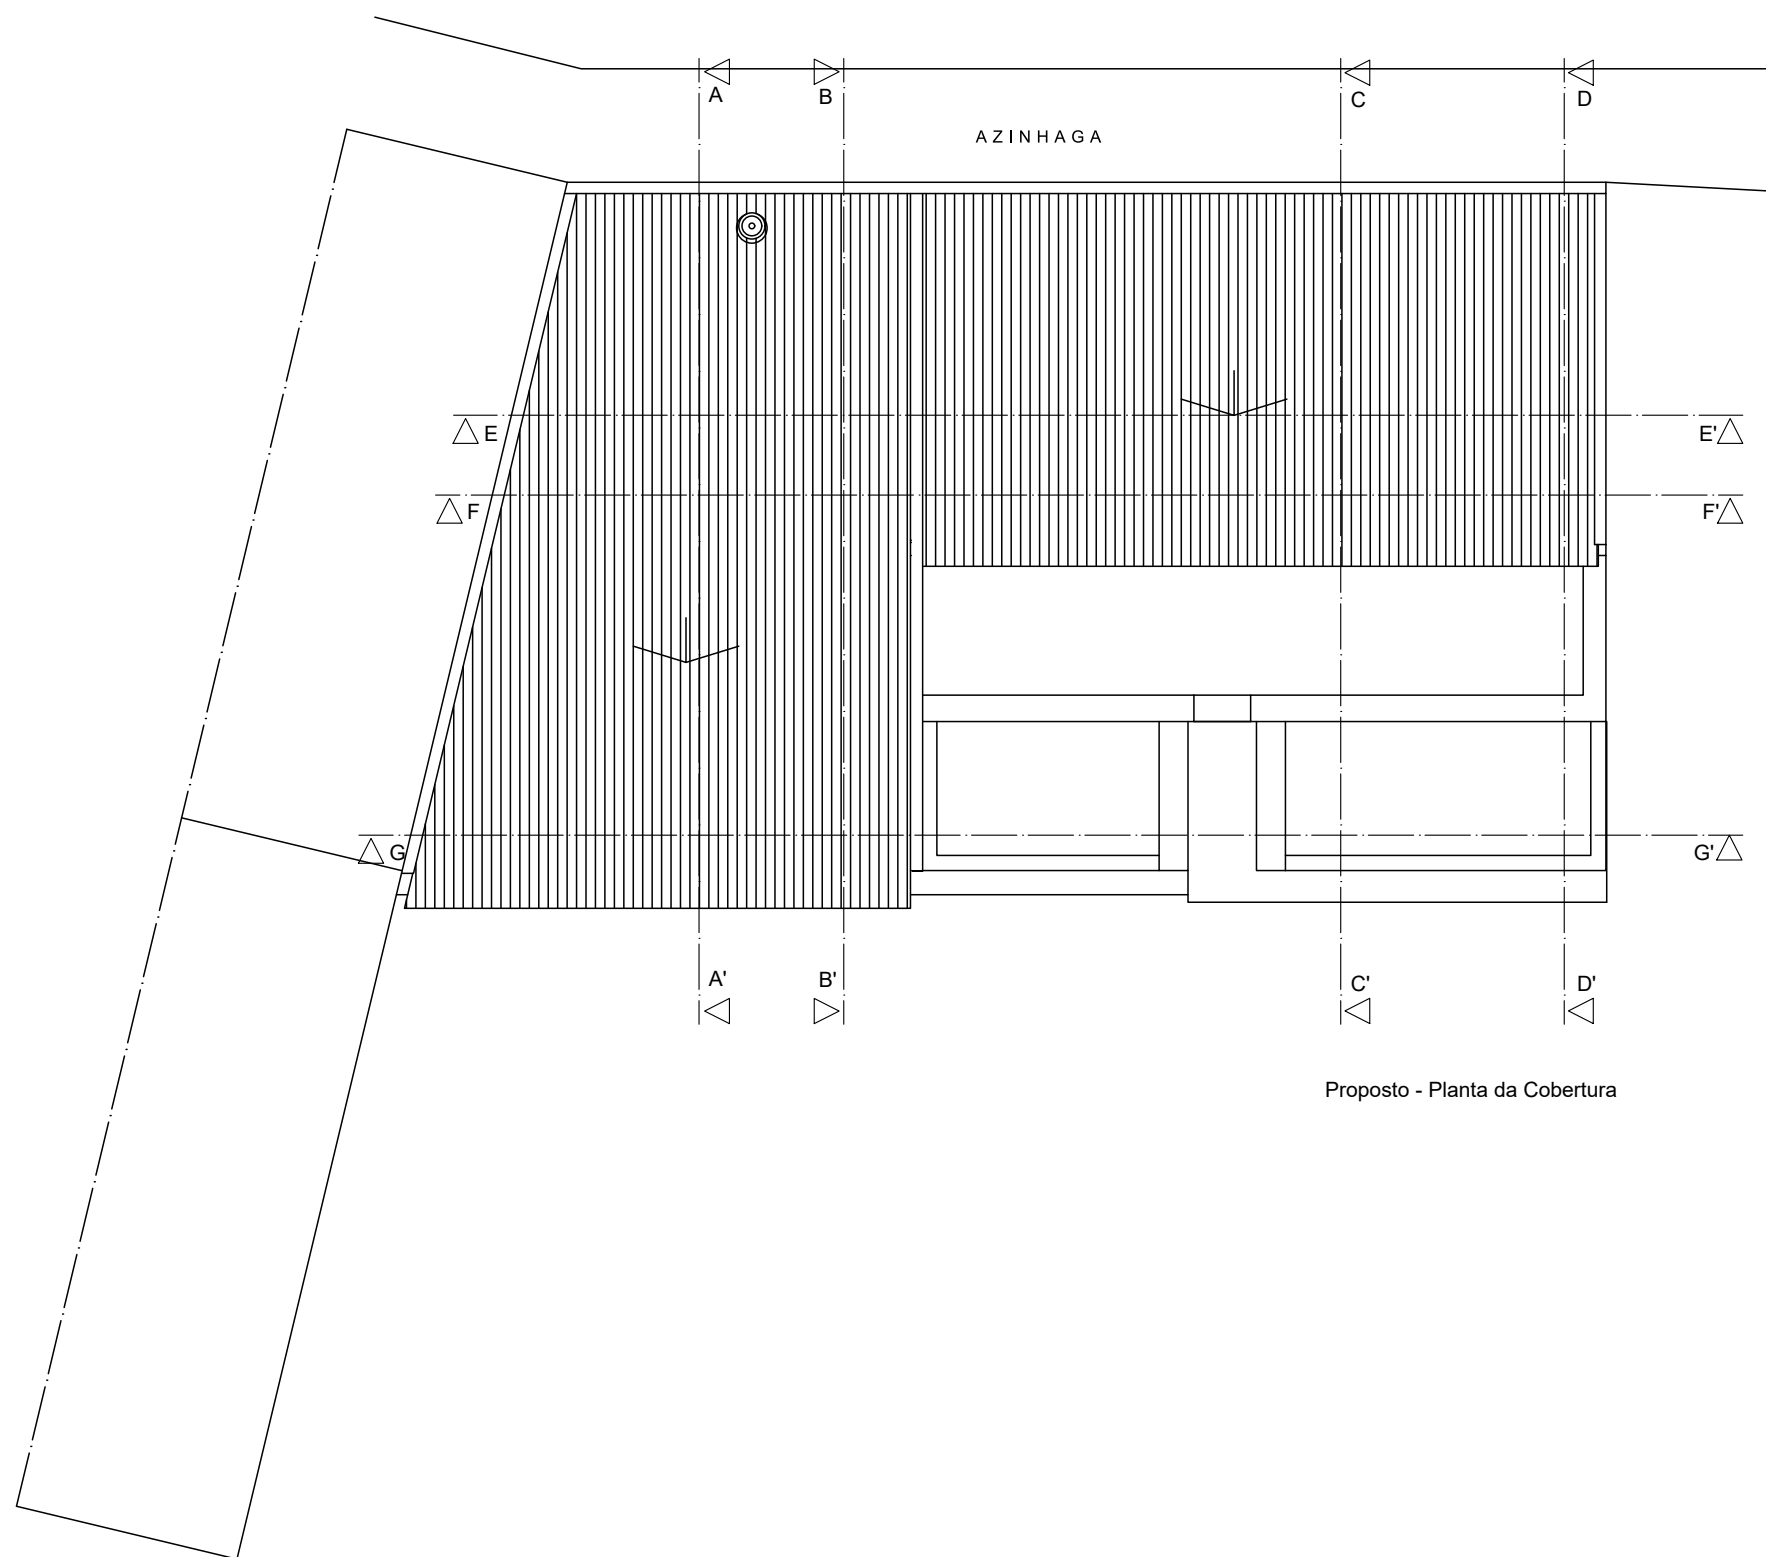 A B C D
AZINHAGA
E E'
F F'
G G'
A' B' C' D'
Proposto - Planta da Cobertura